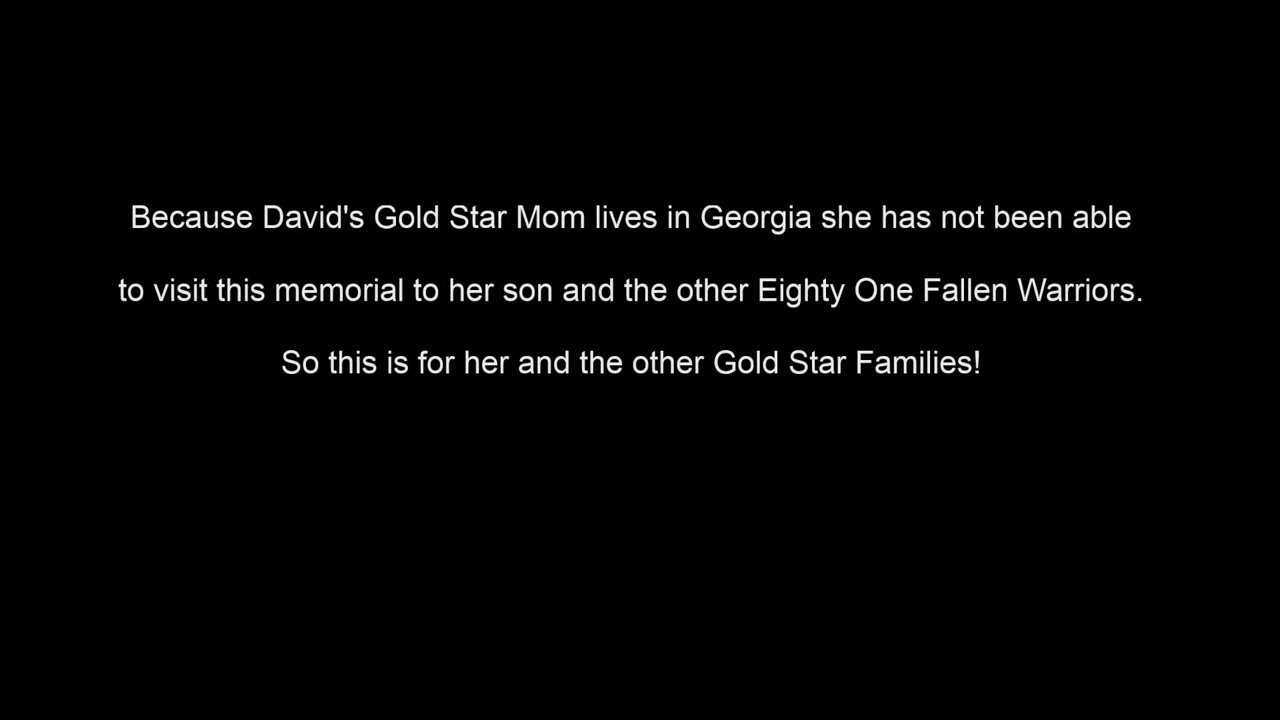 Because David's Gold Star Mom lives in Georgia she has not been able
to visit this memorial to her son and the other Eighty One Fallen Warriors.
So this is for her and the other Gold Star Families!